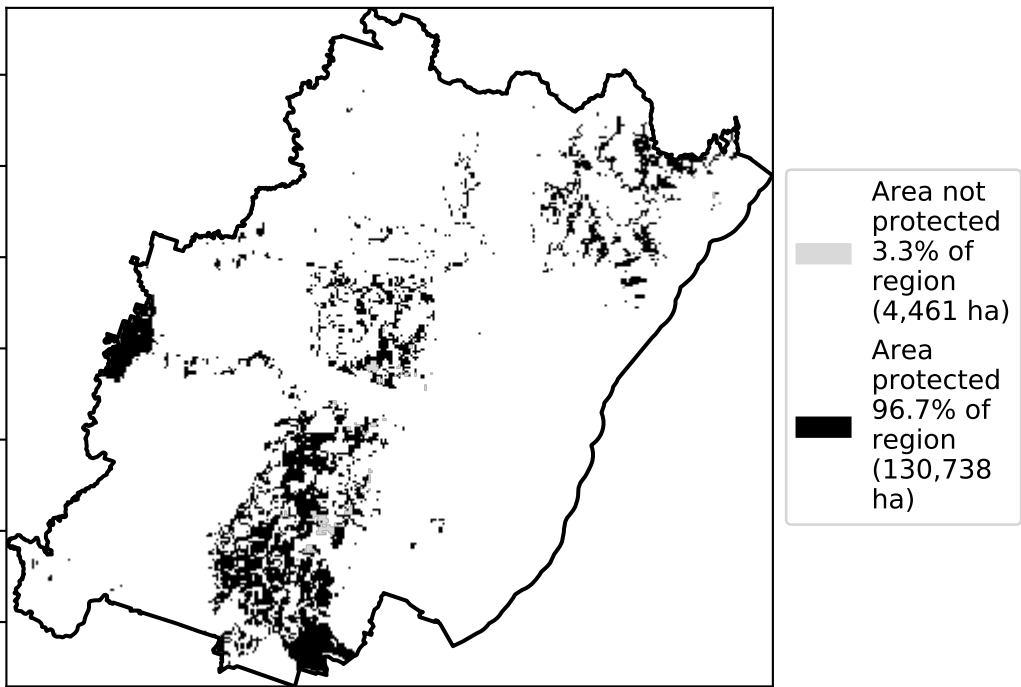 Area not
protected
3.3% of
region
(4,461 ha)
Area
protected
96.7% of
region
(130,738
ha)